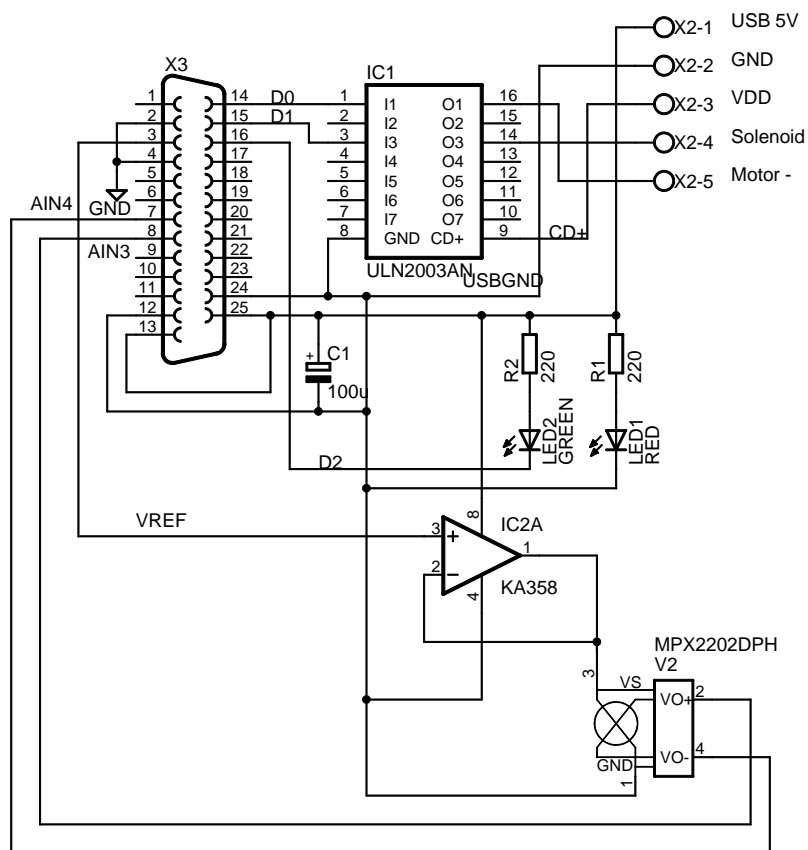 X2-1 USB 5V
X2-2 GND
X2-3 VDD
X2-4 Solenoid
X2-5 Motor -
X3
1
2
3
4
5
6
7
8
9
10
11
12
13
14
15
16
17
18
19
20
21
22
23
24
25
D0
D1
GND
AIN4
AIN3
IC1
1 I1 O1 16
2 I2 O2 15
3 I3 O3 14
4 I4 O4 13
5 I5 O5 12
6 I6 O6 11
7 I7 O7 10
8 GND CD+ 9
CD+
ULN2003AN
USBGND
+
C1
100u
R2
220
R1
220
LED2
GREEN
LED1
RED
D2
VREF
8
IC2A
3 +
1
2 −
4
KA358
MPX2202DPH
V2
3
VS
VO+ 2
VO- 4
GND
1